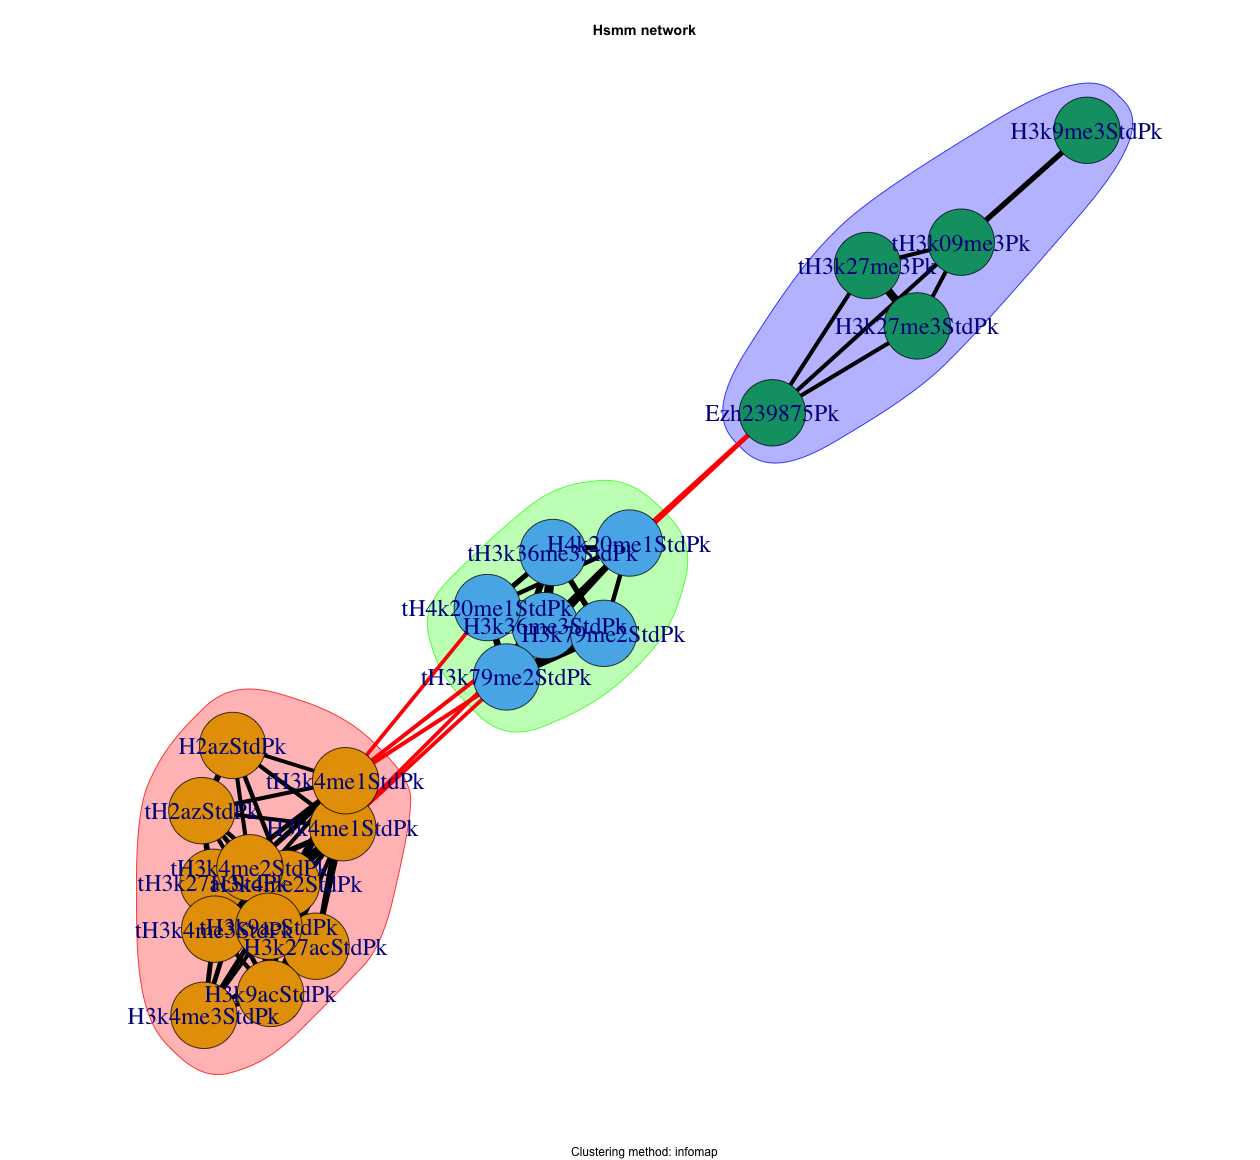 Hsmm network
H3k9me3StdPk
tH3k09me3Pk
tH3k27me3Pk
H3k27me3StdPk
Ezh239875Pk
H4k20me1StdPk
tH3k36me3StdPk
tH4k20me1StdPk
H3k36me3StdPk
H3k79me2StdPk
tH3k79me2StdPk
H2azStdPk
tH3k4me1StdPk
tH2azStdPk
H3k4me1StdPk
tH3k4me2StdPk
tH3k27acStdPk
H3k4me2StdPk
tH3k9acStdPk
tH3k4me3StdPk
H3k27acStdPk
H3k9acStdPk
H3k4me3StdPk
Clustering method: infomap